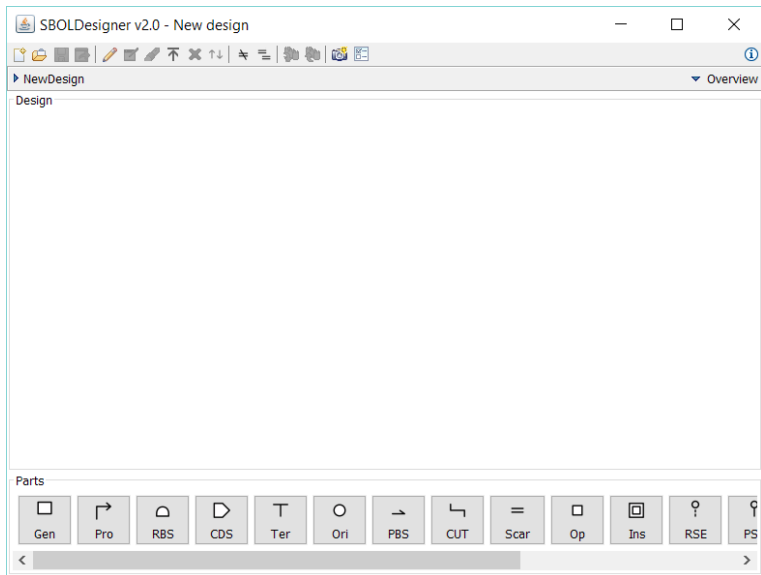 SBOLDesigner v2.0 - New design
NewDesign Overview
Design
Parts
Gen Pro RBS CDS Ter Ori PBS CUT Scar Op Ins RSE PS